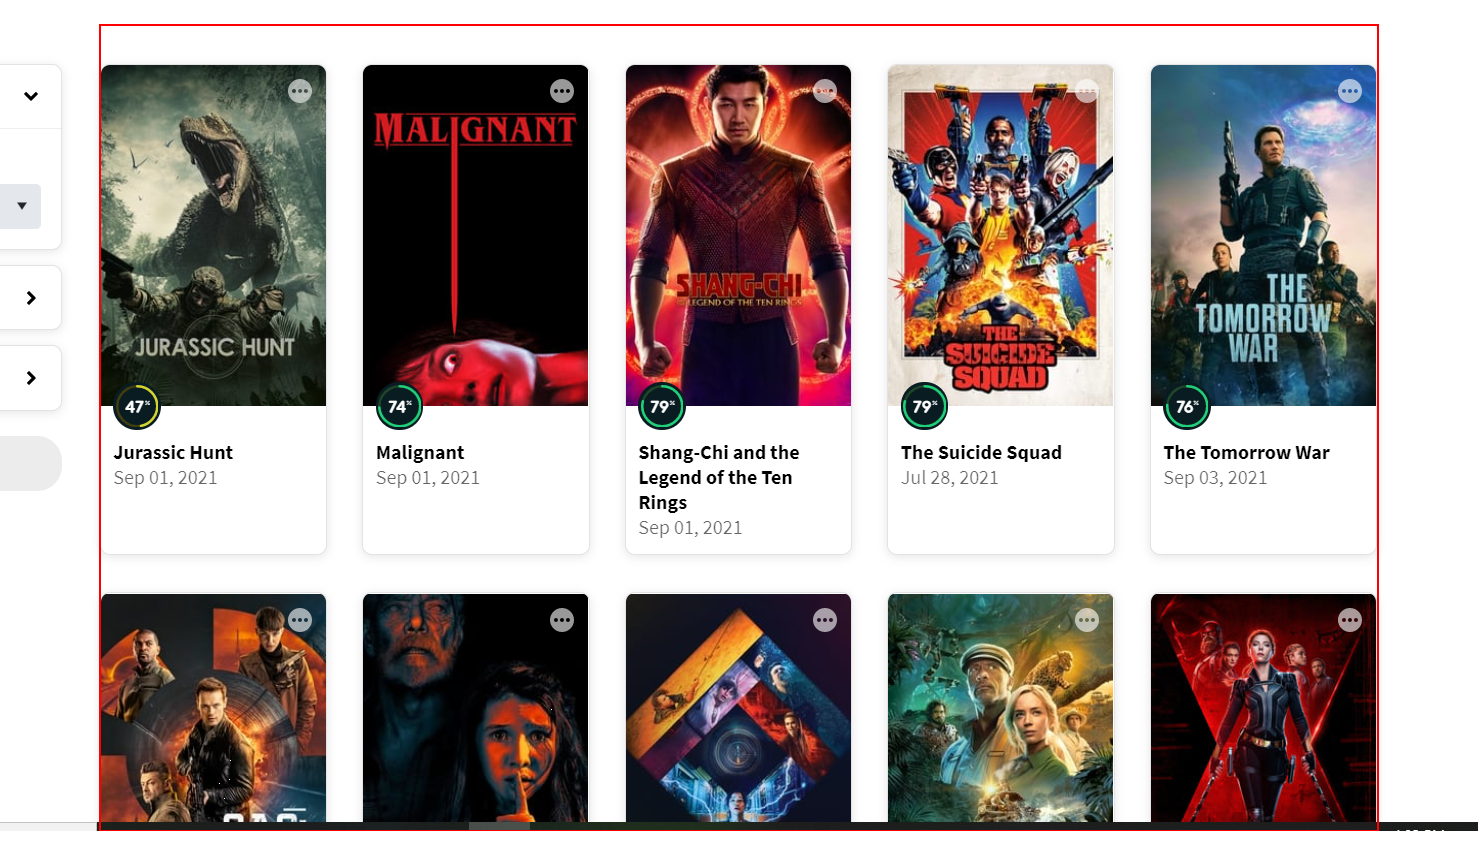 MALIGNANT
SHANG-CHI
LEGEND OF THE TEN RINGS
THE
TOMORROW
WAR
JURASSIC HUNT
THE
SUICIDE
SQUAD
47%
74%
79%
79%
76%
Jurassic Hunt
Sep 01, 2021
Malignant
Sep 01, 2021
Shang-Chi and the
Legend of the Ten
Rings
Sep 01, 2021
The Suicide Squad
Jul 28, 2021
The Tomorrow War
Sep 03, 2021